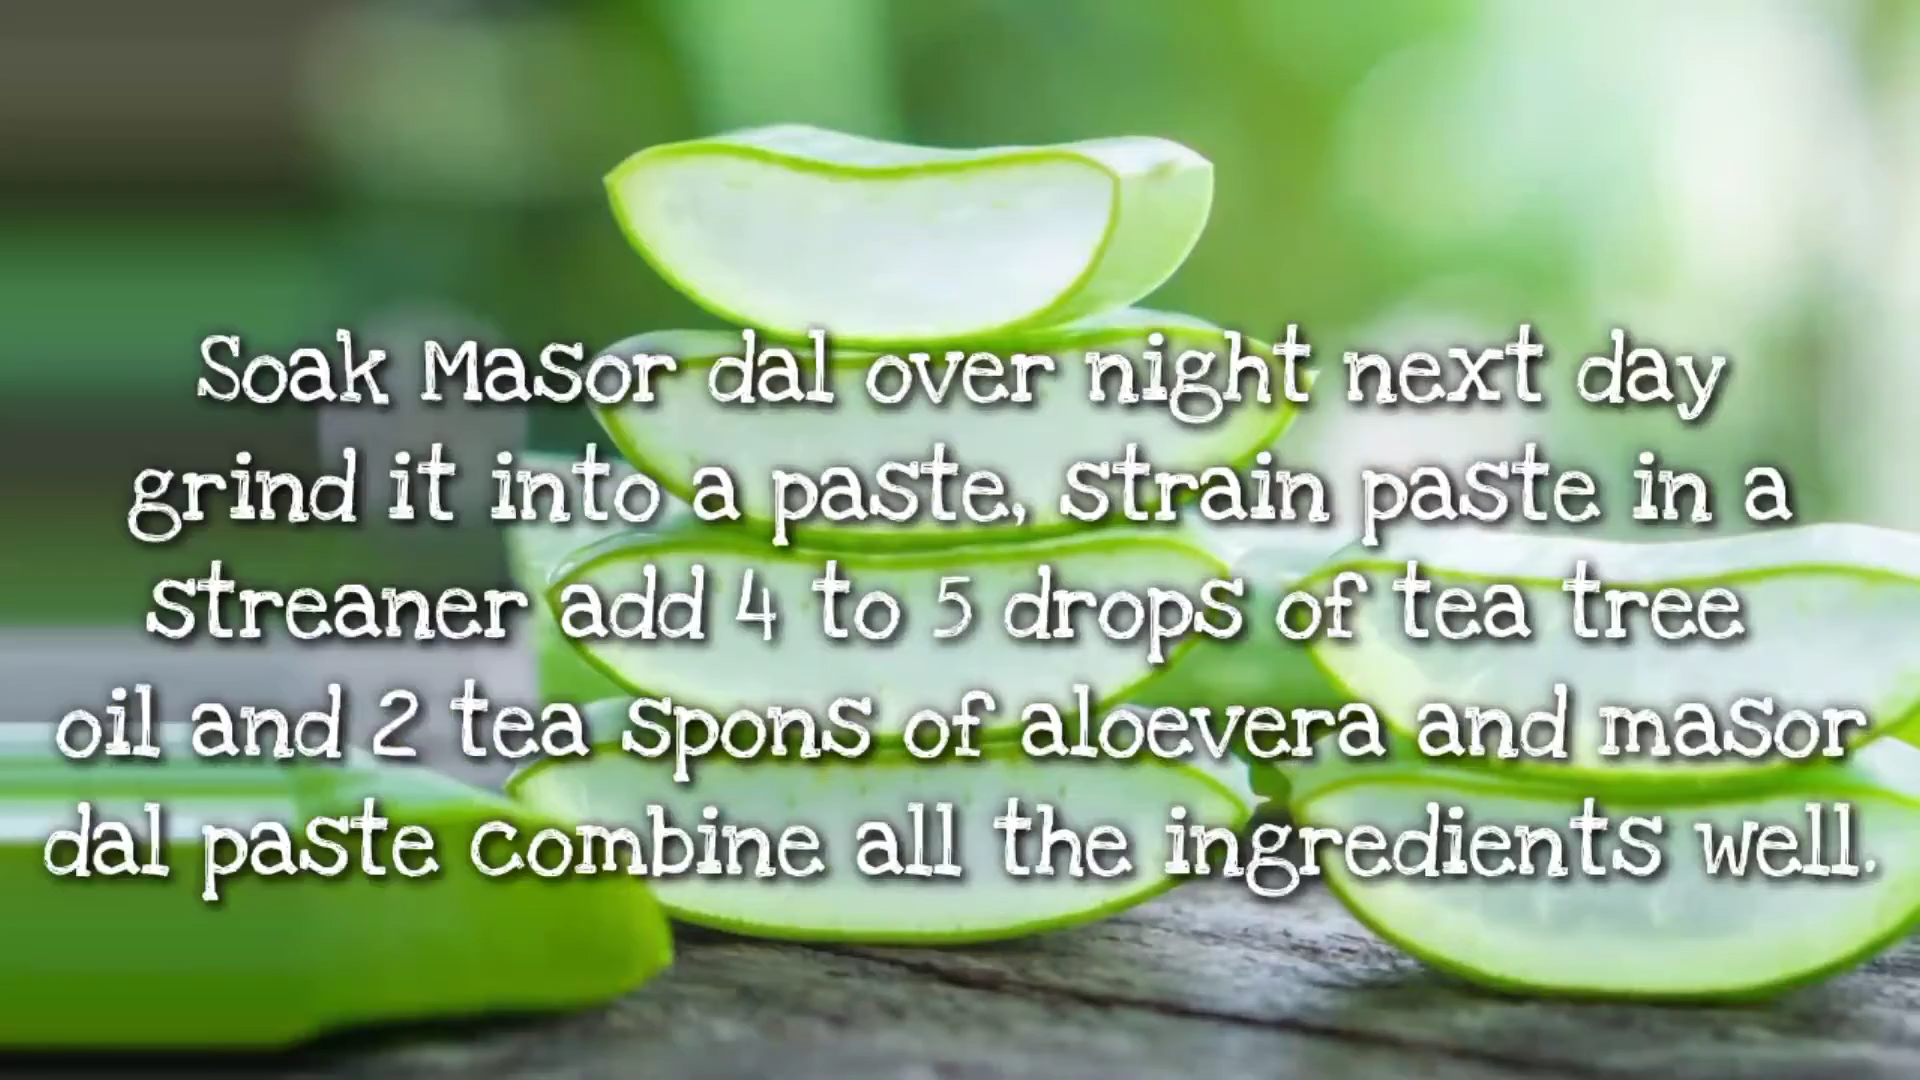 Soak Masor dal over night next day
grind it into a paste, strain paste in a
streaner add 4 to 5 drops of tea tree
oil and 2 tea spons of aloevera and masor
dal paste combine all the ingredients well.